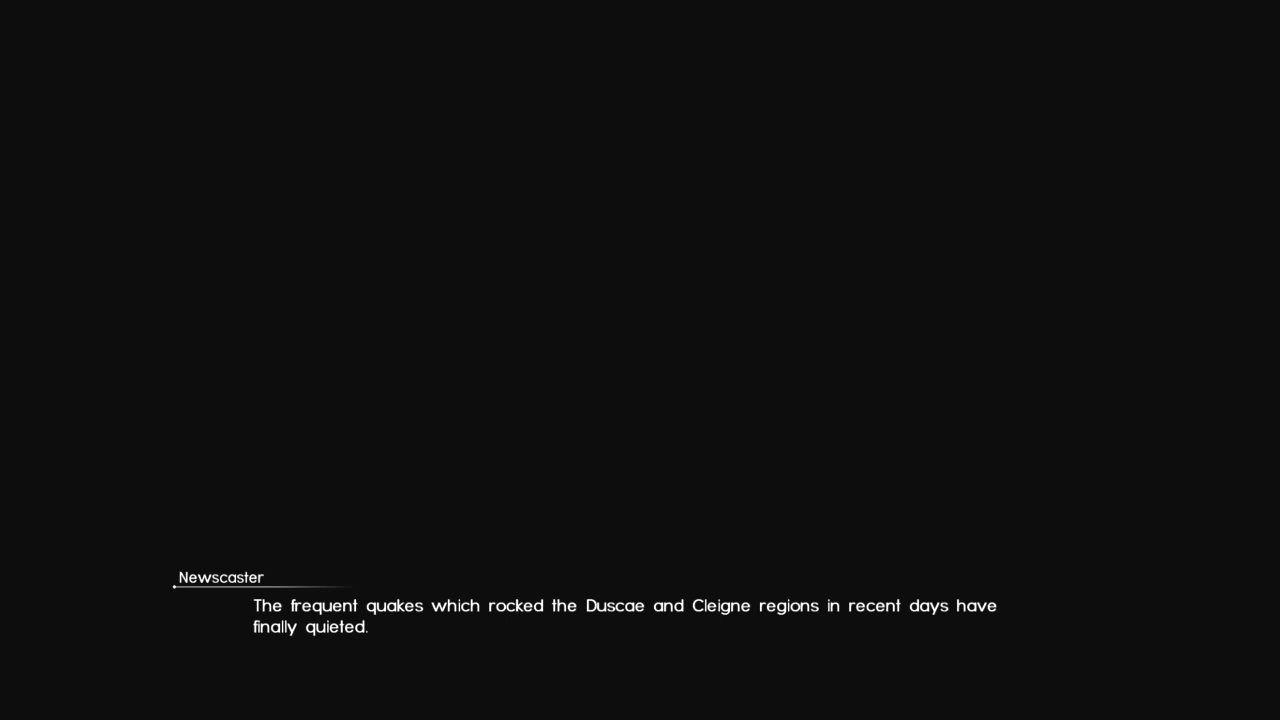 Newscaster
The frequent quakes which rocked the Duscae and Cleigne regions in recent days have
finally quieted.